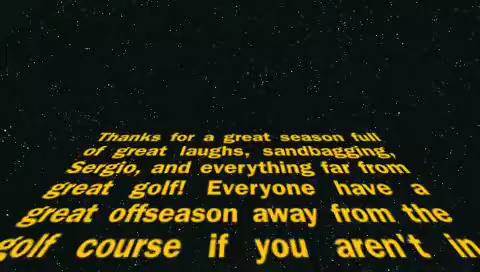 Thanks for a great season full
of great laughs, sandbagging,
Sergio, and everything far from
great golf! Everyone have a
great offseason away from the
golf course if you aren't in